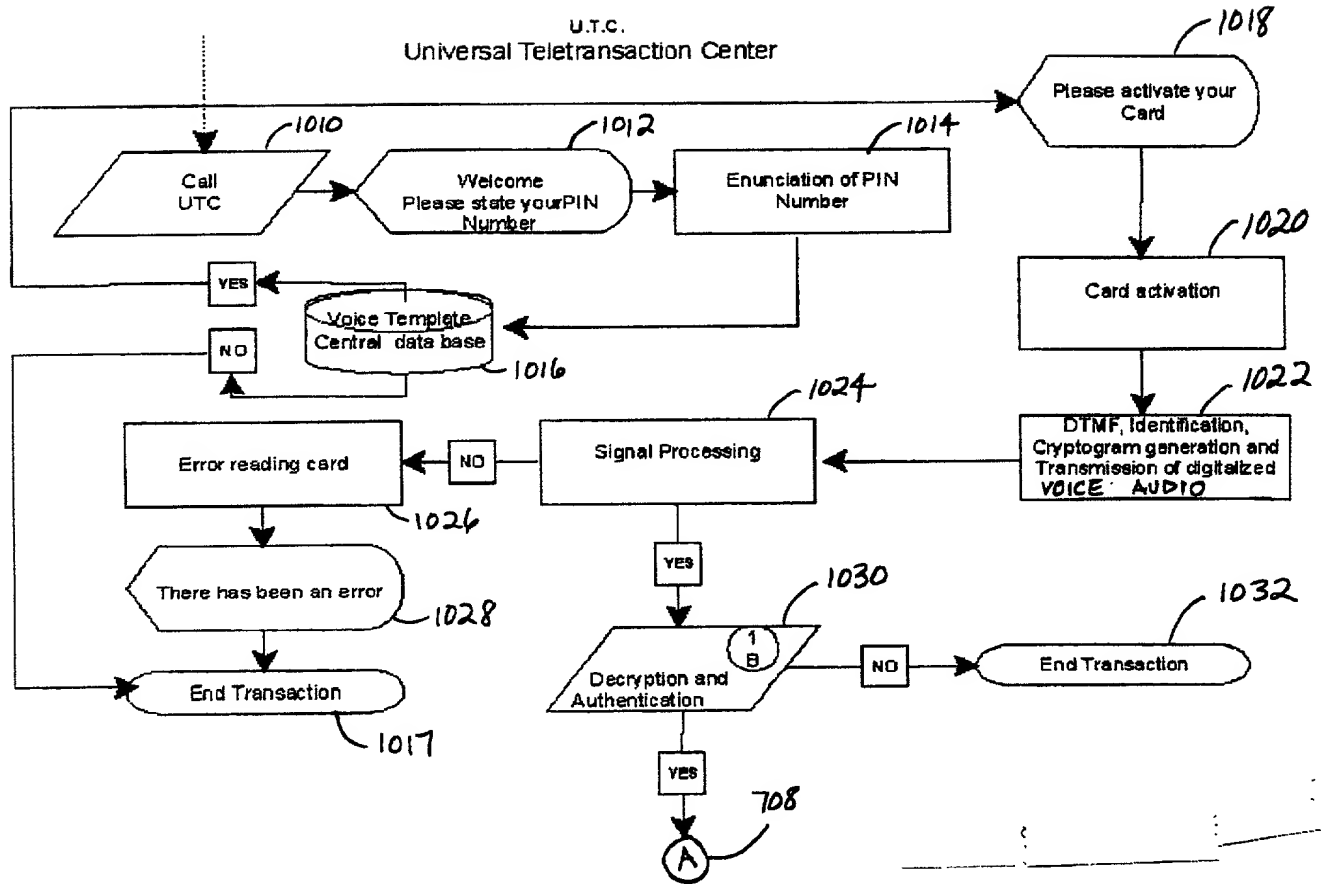 U.T.C.
Universal Teletransaction Center
1018
Please activate your
Card
1010
Call
UTC
1012
Welcome
Please state yourPIN
Number
1014
Enunciation of PIN
Number
1020
Card activation
YES
NO
Voice Template
Central data base
1016
1022
DTMF, Identification,
Cryptogram generation and
Transmission of digitalized
VOICE AUDIO
1024
Signal Processing
NO
Error reading card
1026
YES
There has been an error
1028
1030
1
B
Decryption and
Authentication
NO
1032
End Transaction
End Transaction
1017
YES
708
A